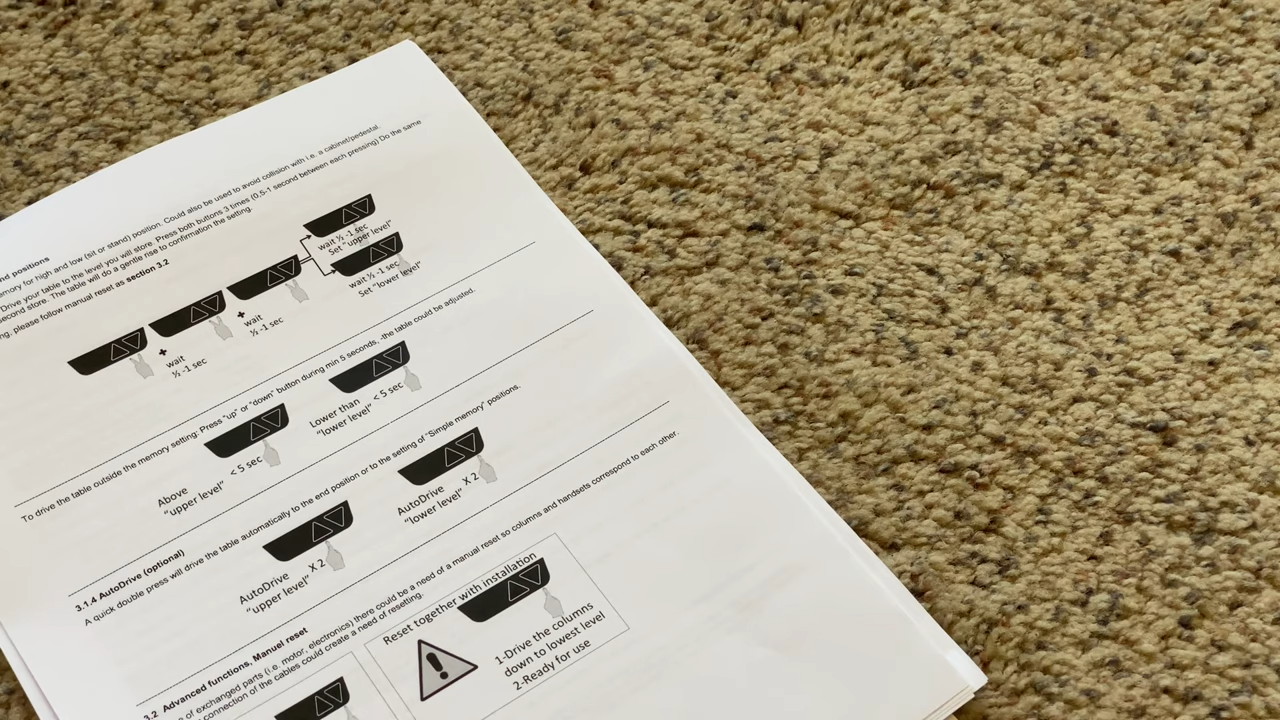 nd positions
emory for high and low (sit or stand) position. Could also be used to avoid collision with i.e. a cabinet/pedestal.
Drive your table to the level you will store. Press both buttons 3 times (0,5-1 second between each pressing) Do the same
second store. The table will do a gentle rise to confirmation the setting.
ng, please follow manual reset as section 3.2
wait ½ -1 sec
Set "upper level"
wait ½ -1 sec
Set "lower level"
+
wait
½ -1 sec
+
wait
½ -1 sec
To drive the table outside the memory setting: Press "up" or "down" button during min 5 seconds, -the table could be adjusted.
Above
"upper level"
< 5 sec
Lower than
"lower level"
< 5 sec
3.1.4 AutoDrive (optional)
A quick double press will drive the table automatically to the end position or to the setting of "Simple memory" positions.
AutoDrive
"upper level"
X 2
AutoDrive
"lower level"
X 2
3.2 Advanced functions, Manual reset
e of exchanged parts (i.e. motor, electronics) there could be a need of a manual reset so columns and handsets correspond to each other.
connection of the cables could create a need of resetting.
Reset together with installation
1-Drive the columns
down to lowest level
2-Ready for use